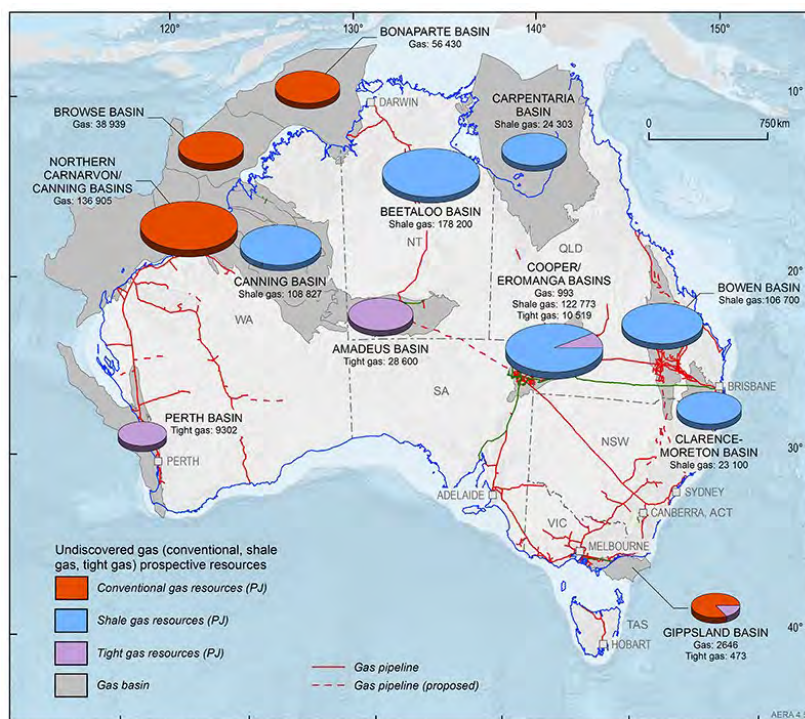 120°
130°
140°
150°
BONAPARTE BASIN
Gas: 56 430
10°
DARWIN
BROWSE BASIN
Gas: 38 939
CARPENTARIA
BASIN
Shale gas: 24 303
0
750 km
NORTHERN
CARNARVON/
CANNING BASINS
Gas: 136 905
BEETALOO BASIN
Shale gas: 178 200
NT
QLD
CANNING BASIN
Shale gas: 108 827
20°
COOPER/
EROMANGA BASINS
Gas: 993
Shale gas: 122 773
Tight gas: 10 519
BOWEN BASIN
Shale gas:106 700
WA
AMADEUS BASIN
Tight gas: 28 600
SA
BRISBANE
PERTH BASIN
Tight gas: 9302
PERTH
30°
NSW
CLARENCE-
MORETON BASIN
Shale gas: 23 100
ADELAIDE
SYDNEY
CANBERRA, ACT
VIC
MELBOURNE
Undiscovered gas (conventional, shale
gas, tight gas) prospective resources
Conventional gas resources (PJ)
Shale gas resources (PJ)
Tight gas resources (PJ)
Gas basin
Gas pipeline
Gas pipeline (proposed)
TAS
HOBART
40°
GIPPSLAND BASIN
Gas: 2646
Tight gas: 473